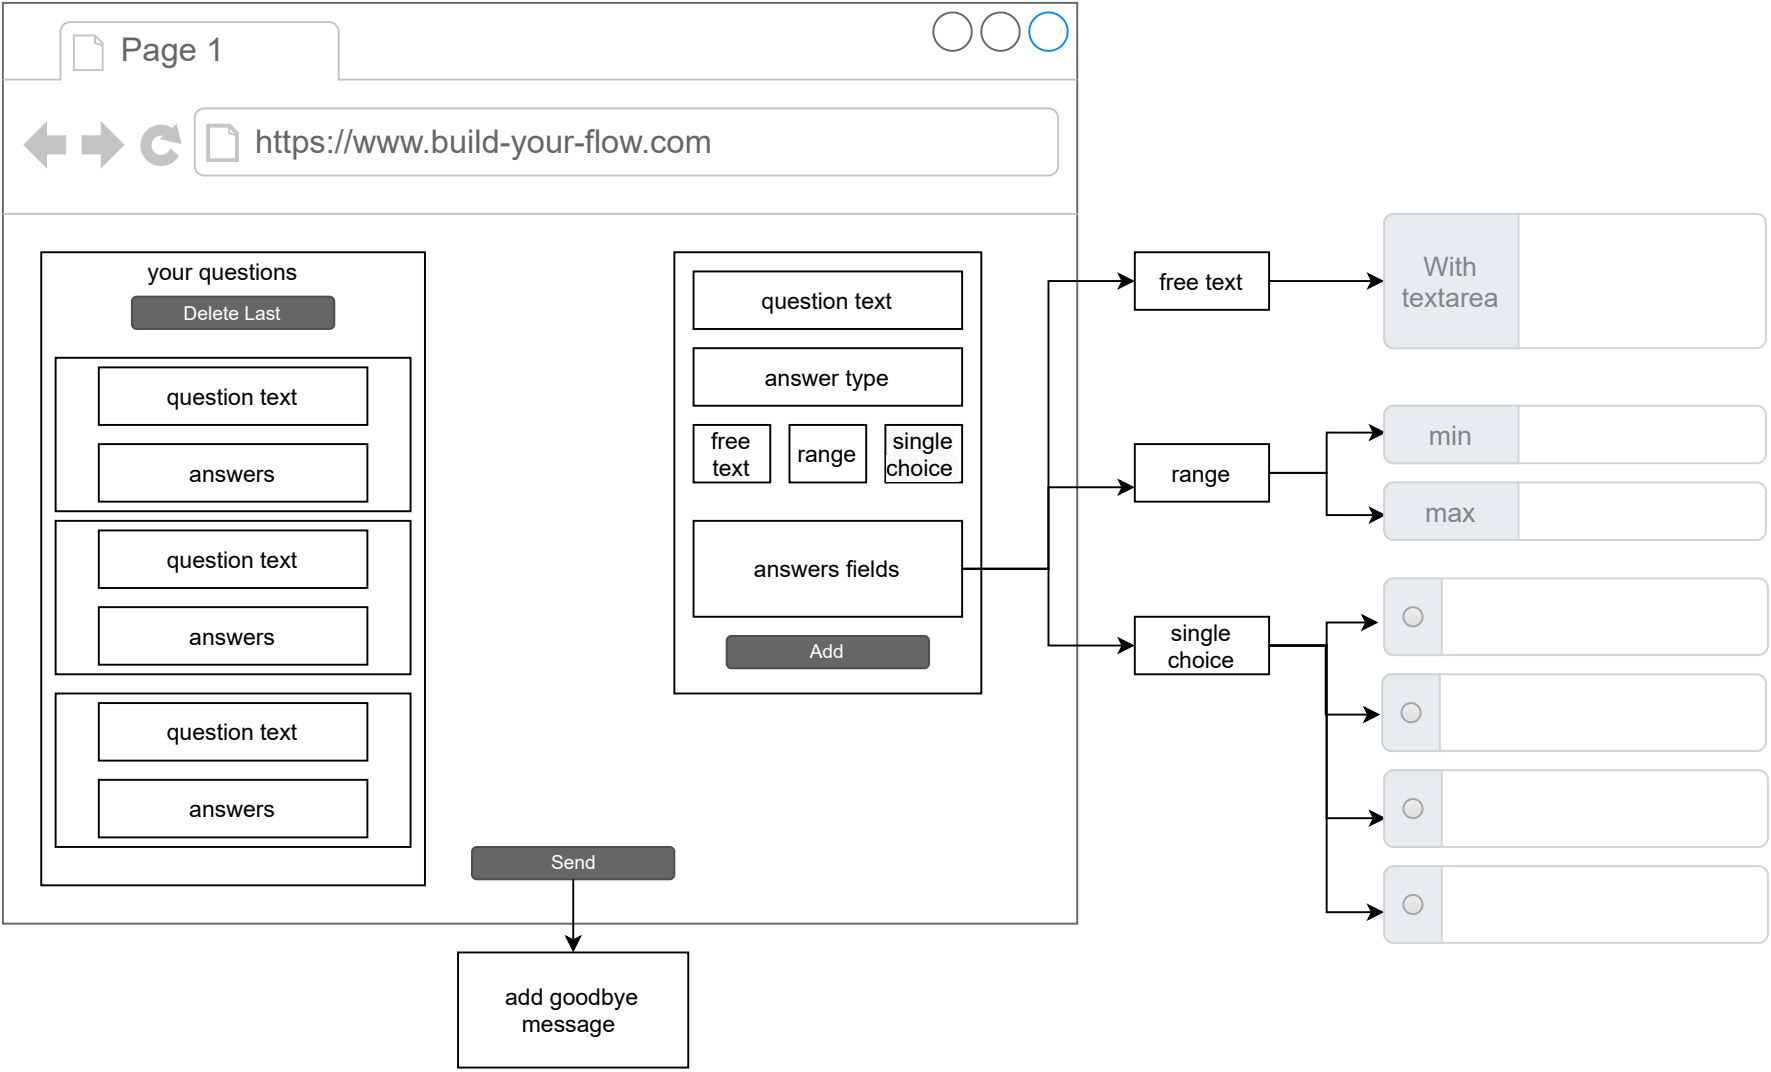 Page 1
https://www.build-your-flow.com
your questions
Delete Last
question text
answers
question text
answers
question text
answers
question text
answer type
free
text
range
single
choice
answers fields
Add
Send
add goodbye
message
free text
With
textarea
range
min
max
single
choice